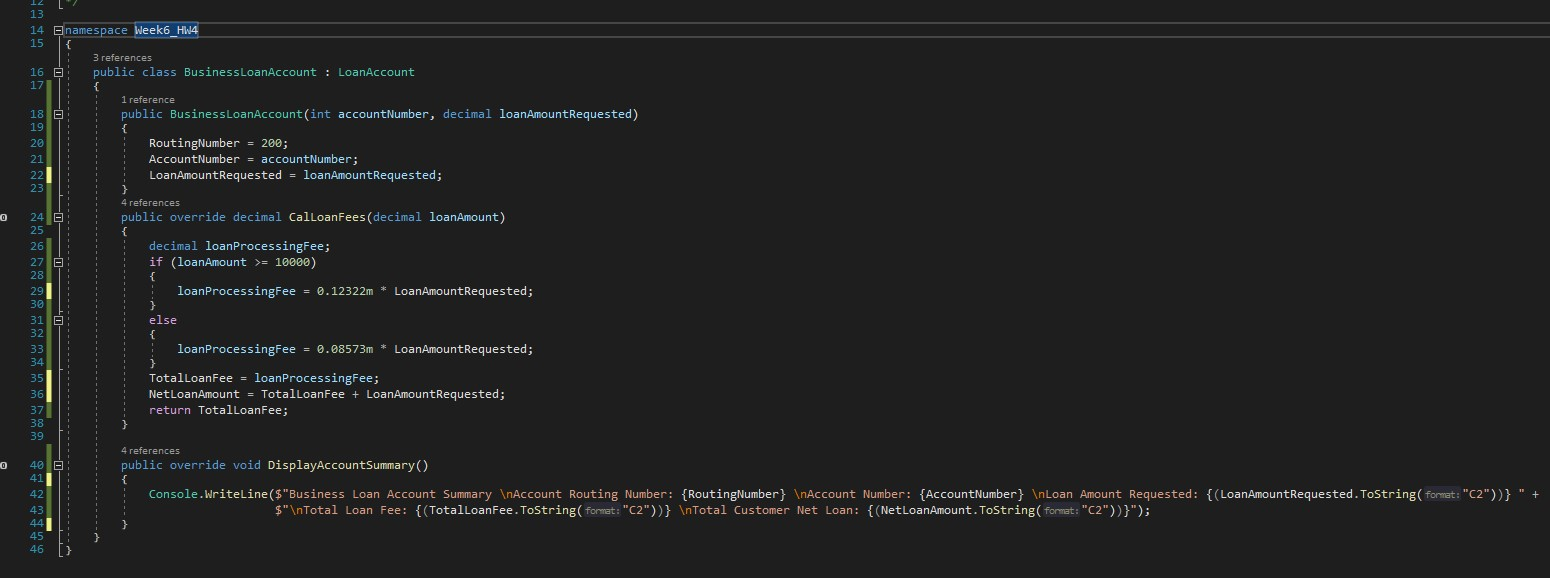 12 */
13
14 namespace Week6_HW4
15 {
3 references
16 public class BusinessLoanAccount : LoanAccount
17 {
1 reference
18 public BusinessLoanAccount(int accountNumber, decimal loanAmountRequested)
19 {
20 RoutingNumber = 200;
21 AccountNumber = accountNumber;
22 LoanAmountRequested = loanAmountRequested;
23 }
4 references
24 public override decimal CalLoanFees(decimal loanAmount)
25 {
26 decimal loanProcessingFee;
27 if (loanAmount >= 10000)
28 {
29 loanProcessingFee = 0.12322m * LoanAmountRequested;
30 }
31 else
32 {
33 loanProcessingFee = 0.08573m * LoanAmountRequested;
34 }
35 TotalLoanFee = loanProcessingFee;
36 NetLoanAmount = TotalLoanFee + LoanAmountRequested;
37 return TotalLoanFee;
38 }
39
4 references
40 public override void DisplayAccountSummary()
41 {
42 Console.WriteLine($"Business Loan Account Summary \nAccount Routing Number: {RoutingNumber} \nAccount Number: {AccountNumber} \nLoan Amount Requested: {(LoanAmountRequested.ToString(format:"C2"))} " +
43 $"\nTotal Loan Fee: {(TotalLoanFee.ToString(format:"C2"))} \nTotal Customer Net Loan: {(NetLoanAmount.ToString(format:"C2"))}");
44 }
45 }
46 }